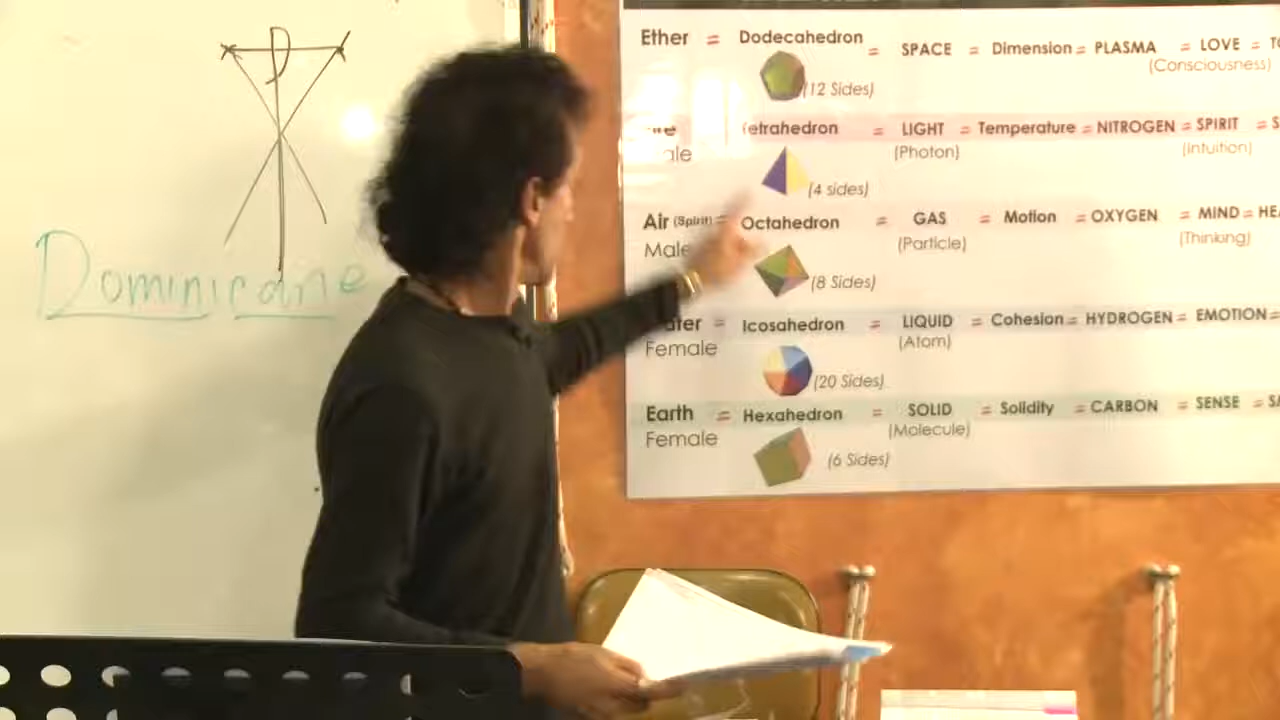 P
Dominicane
Ether = Dodecahedron = SPACE = Dimension = PLASMA = LOVE =
(Consciousness)
(12 Sides)
Tetrahedron = LIGHT = Temperature = NITROGEN = SPIRIT =
(Photon) (Intuition)
(4 sides)
Air (Spirit) = Octahedron = GAS = Motion = OXYGEN = MIND =
Male (Particle) (Thinking)
(8 Sides)
= Icosahedron = LIQUID = Cohesion = HYDROGEN = EMOTION =
Female (Atom)
(20 Sides)
Earth = Hexahedron = SOLID = Solidity = CARBON = SENSE =
Female (Molecule)
(6 Sides)